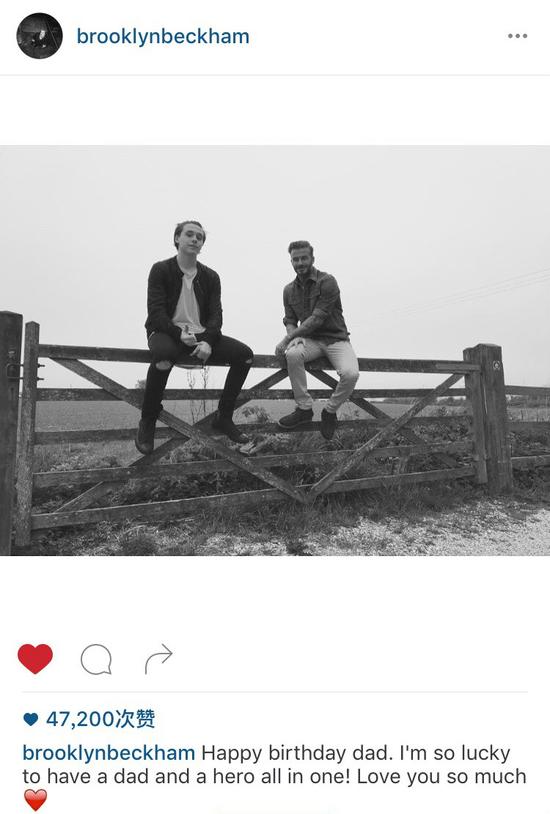 brooklynbeckham
47,200次赞
brooklynbeckham Happy birthday dad. I'm so lucky
to have a dad and a hero all in one! Love you so much
❤️